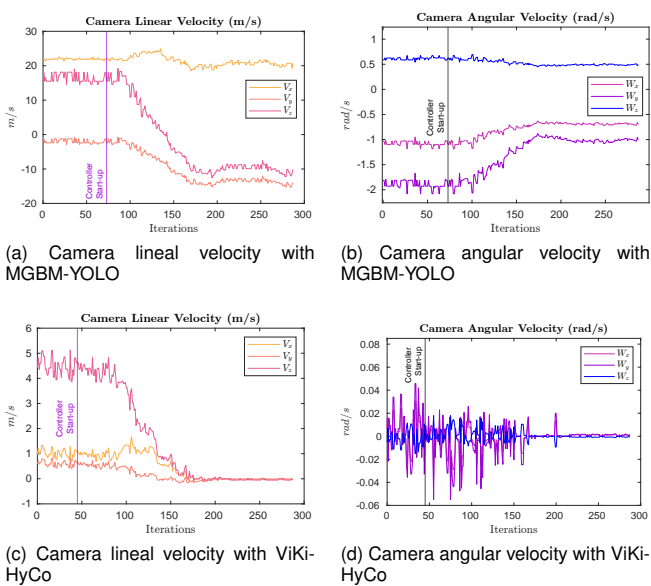 Camera Linear Velocity (m/s)
30
20
10
0
-10
-20
m/s
Controller
Start-up
V_x
V_y
V_z
0 50 100 150 200 250 300
Iterations
(a) Camera lineal velocity with
MGBM-YOLO
Camera Angular Velocity (rad/s)
1
0.5
0
-0.5
-1
-1.5
-2
rad/s
Controller
Start-up
W_x
W_y
W_z
0 50 100 150 200 250
Iterations
(b) Camera angular velocity with
MGBM-YOLO
Camera Linear Velocity (m/s)
6
5
4
3
2
1
0
m/s
Controller
Start-up
V_x
V_y
V_z
0 50 100 150 200 250 300
Iterations
(c) Camera lineal velocity with ViKi-
HyCo
Camera Angular Velocity (rad/s)
0.08
0.06
0.04
0.02
0
-0.02
-0.04
-0.06
rad/s
Controller
Start-up
W_x
W_y
W_z
0 50 100 150 200 250 300
Iterations
(d) Camera angular velocity with ViKi-
HyCo